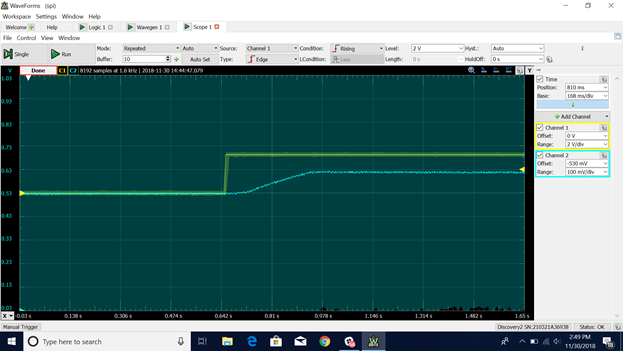 WaveForms (spl)
Workspace Settings Window Help
Welcome Help Logic 1 Wavegen 1 Scope 1
File Control View Window
Single Run Mode: Repeated Auto Source: Channel 1 Condition: Rising Level: 2 V Hyst.: Auto
Buffer: 10 Auto Set Type: Edge LCondition: Less Length: 0 s HoldOff: 0 s
V Done C1 C2 8192 samples at 1.6 kHz | 2018-11-30 14:44:47.079 Y
1.03
0.93
0.83
0.73
0.63
0.53
0.43
0.33
0.23
0.13
0.03
X -0.03 s 0.138 s 0.306 s 0.474 s 0.642 s 0.81 s 0.978 s 1.146 s 1.314 s 1.482 s 1.65 s
Time
Position: 810 ms
Base: 168 ms/div
Add Channel
Channel 1
Offset: 0 V
Range: 2 V/div
Channel 2
Offset: -530 mV
Range: 100 mV/div
Manual Trigger Discovery2 SN:210321A36938 Status: OK
Type here to search
2:49 PM
11/30/2018